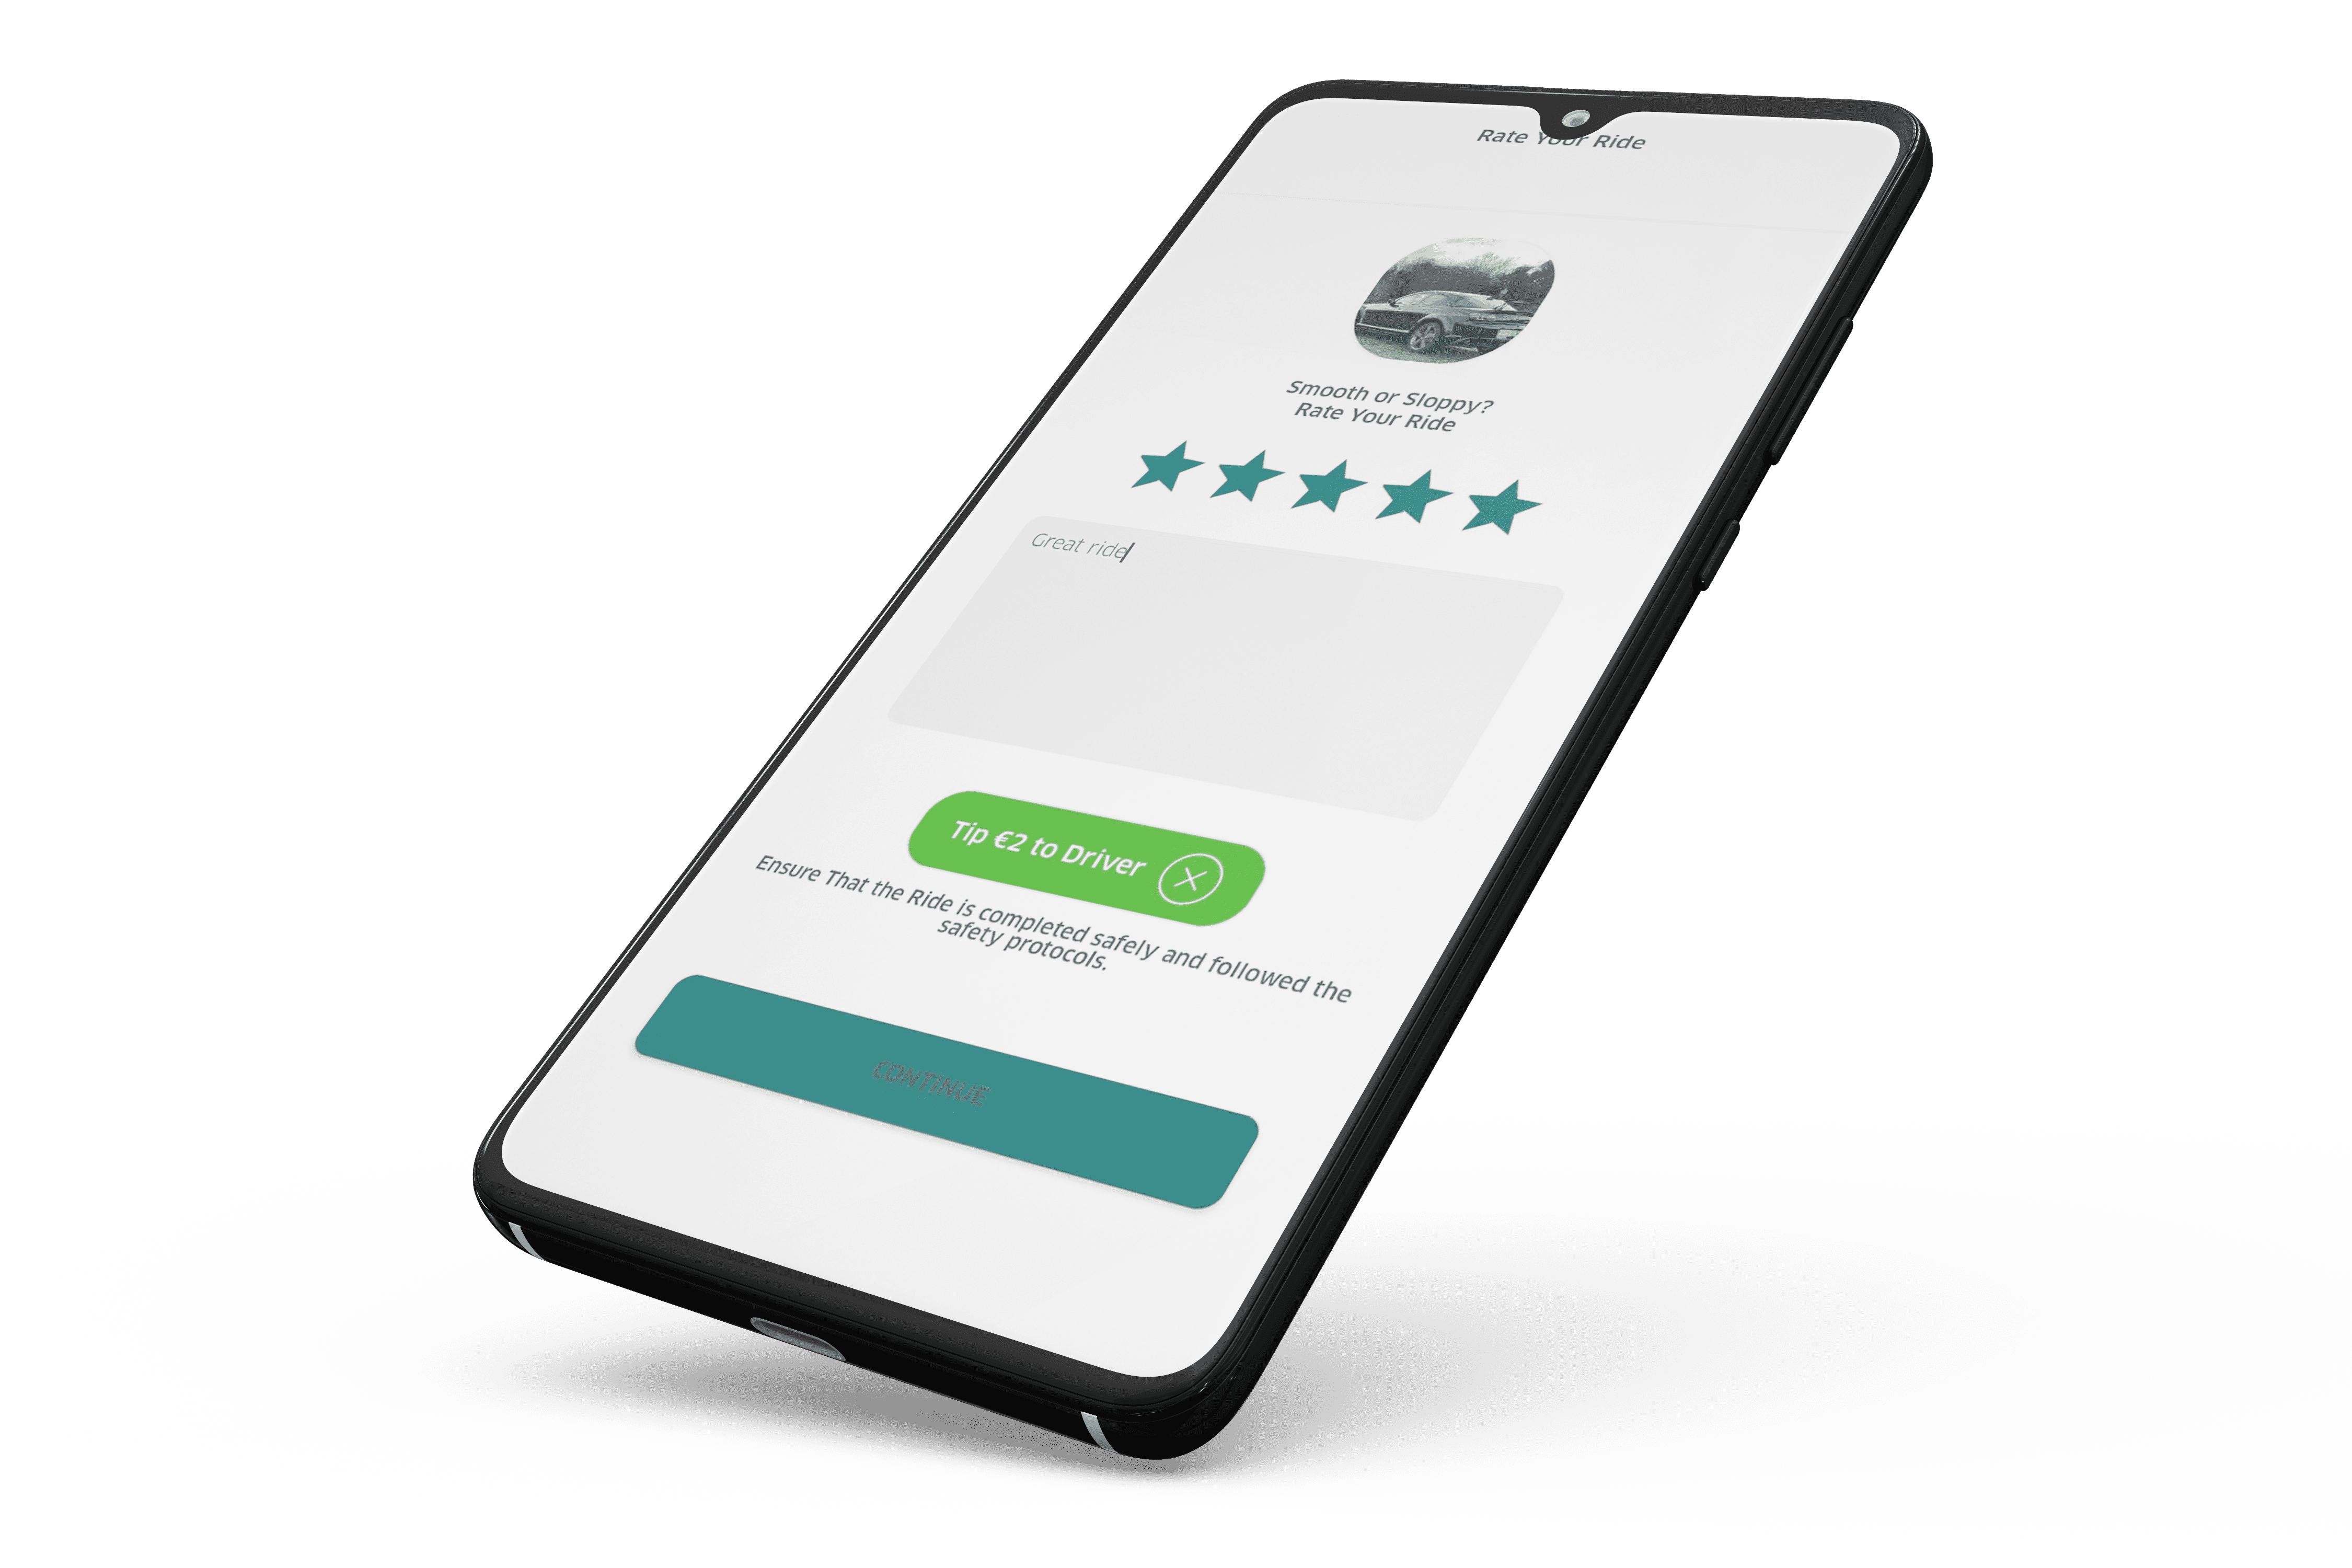 Rate Your Ride
Smooth or Sloppy?
Rate Your Ride
Great ride
Tip €2 to Driver
Ensure That the Ride is completed safely and followed the
safety protocols.
CONTINUE